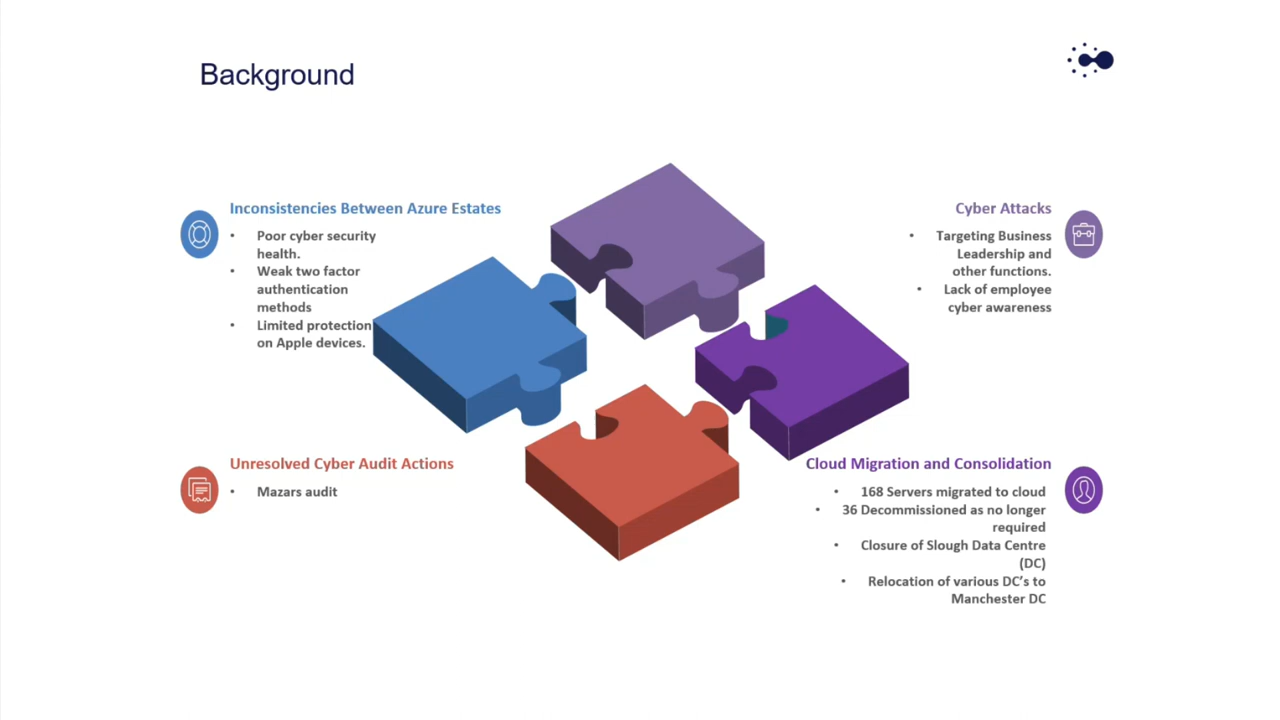 Background
Inconsistencies Between Azure Estates
• Poor cyber security
health.
• Weak two factor
authentication
methods
• Limited protection
on Apple devices.
Cyber Attacks
• Targeting Business
Leadership and
other functions.
• Lack of employee
cyber awareness
Unresolved Cyber Audit Actions
• Mazars audit
Cloud Migration and Consolidation
• 168 Servers migrated to cloud
• 36 Decommissioned as no longer
required
• Closure of Slough Data Centre
(DC)
• Relocation of various DC’s to
Manchester DC